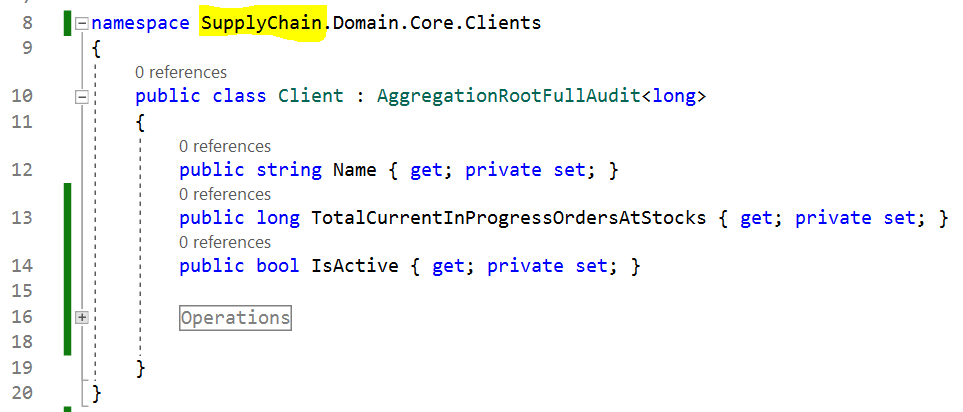 8 namespace SupplyChain.Domain.Core.Clients
9 {
0 references
10 public class Client : AggregationRootFullAudit<long>
11 {
0 references
12 public string Name { get; private set; }
0 references
13 public long TotalCurrentInProgressOrdersAtStocks { get; private set; }
0 references
14 public bool IsActive { get; private set; }
15
16 Operations
18
19 }
20 }